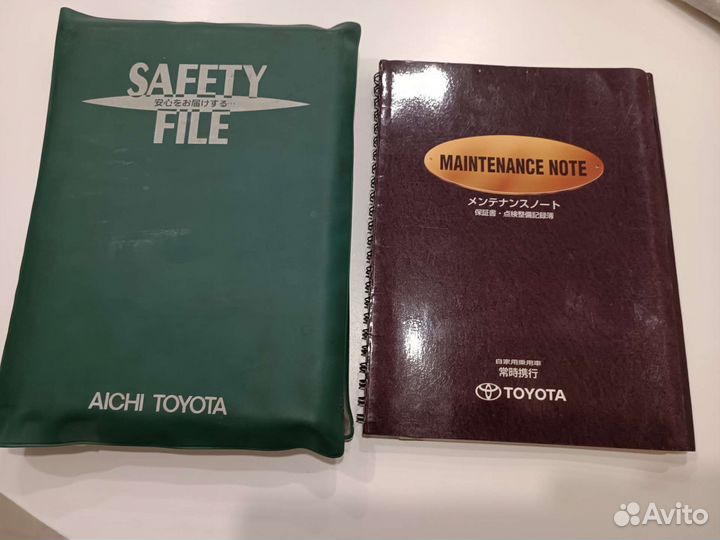 SAFETY
安心をお届けする…
FILE
AICHI TOYOTA
MAINTENANCE NOTE
メンテナンスノート
保証書・点検整備記録簿
自家用乗用車
常時携行
TOYOTA
Avito